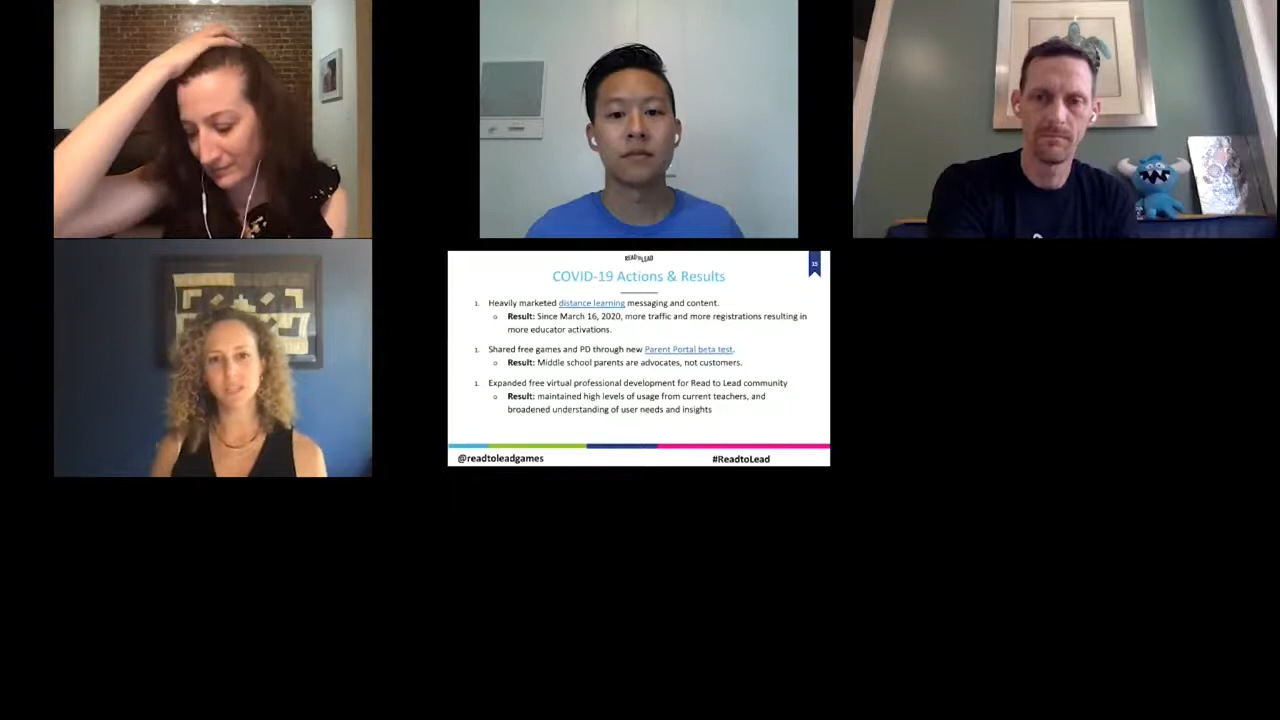 READ to LEAD
15
COVID-19 Actions & Results
1. Heavily marketed distance learning messaging and content.
o Result: Since March 16, 2020, more traffic and more registrations resulting in
more educator activations.
1. Shared free games and PD through new Parent Portal beta test.
o Result: Middle school parents are advocates, not customers.
1. Expanded free virtual professional development for Read to Lead community
o Result: maintained high levels of usage from current teachers, and
broadened understanding of user needs and insights
@readtoleadgames
#ReadtoLead